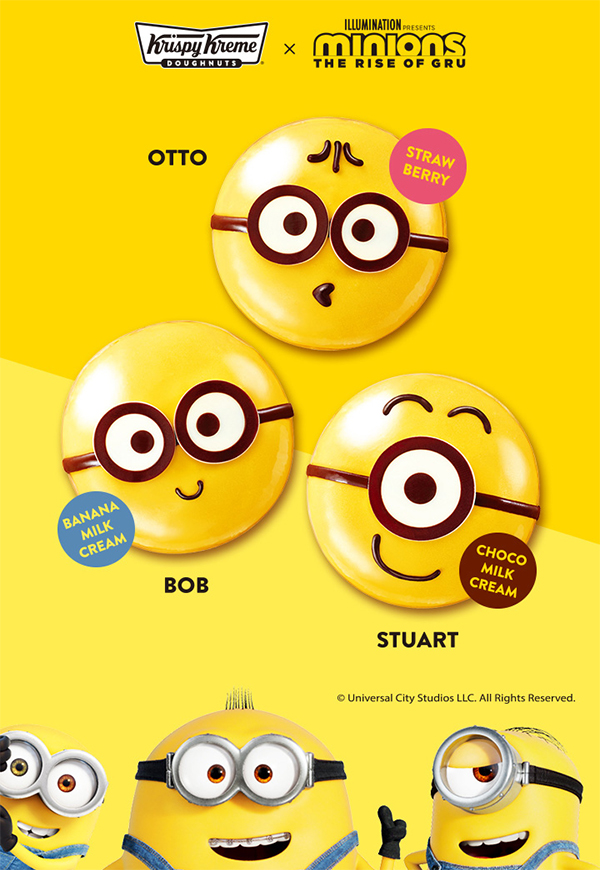 Krispy Kreme
DOUGHNUTS
×
ILLUMINATION PRESENTS
minions
THE RISE OF GRU
OTTO
STRAW
BERRY
BANANA
MILK
CREAM
BOB
CHOCO
MILK
CREAM
STUART
© Universal City Studios LLC. All Rights Reserved.